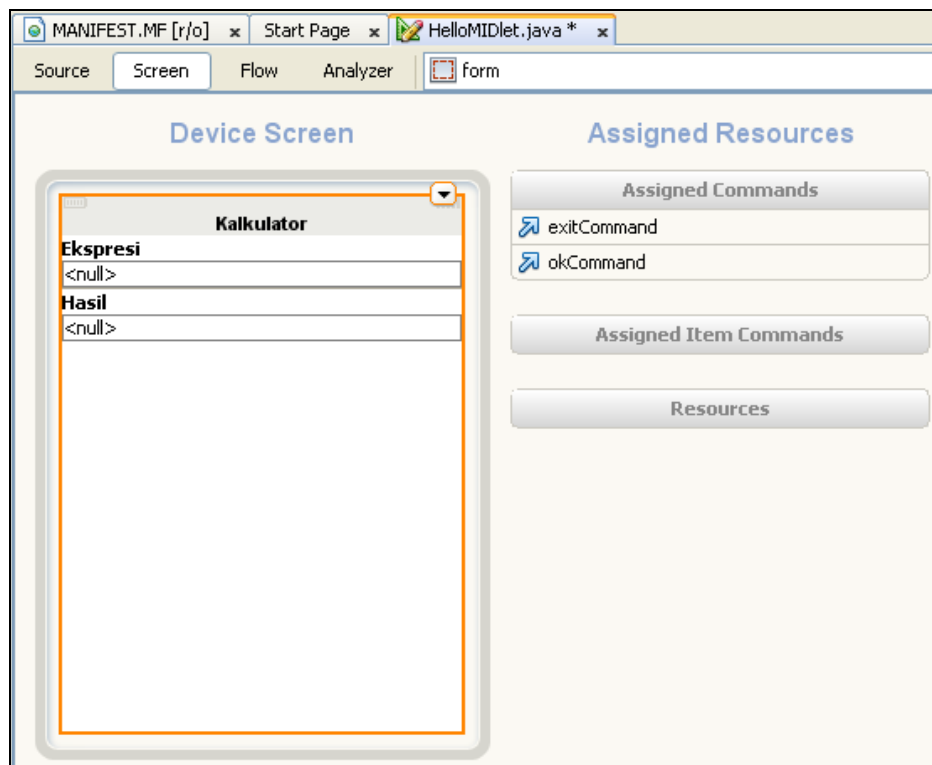 MANIFEST.MF [r/o] x Start Page x HelloMIDlet.java * x
Source Screen Flow Analyzer form
Device Screen
Kalkulator
Ekspresi
<null>
Hasil
<null>
Assigned Resources
Assigned Commands
exitCommand
okCommand
Assigned Item Commands
Resources